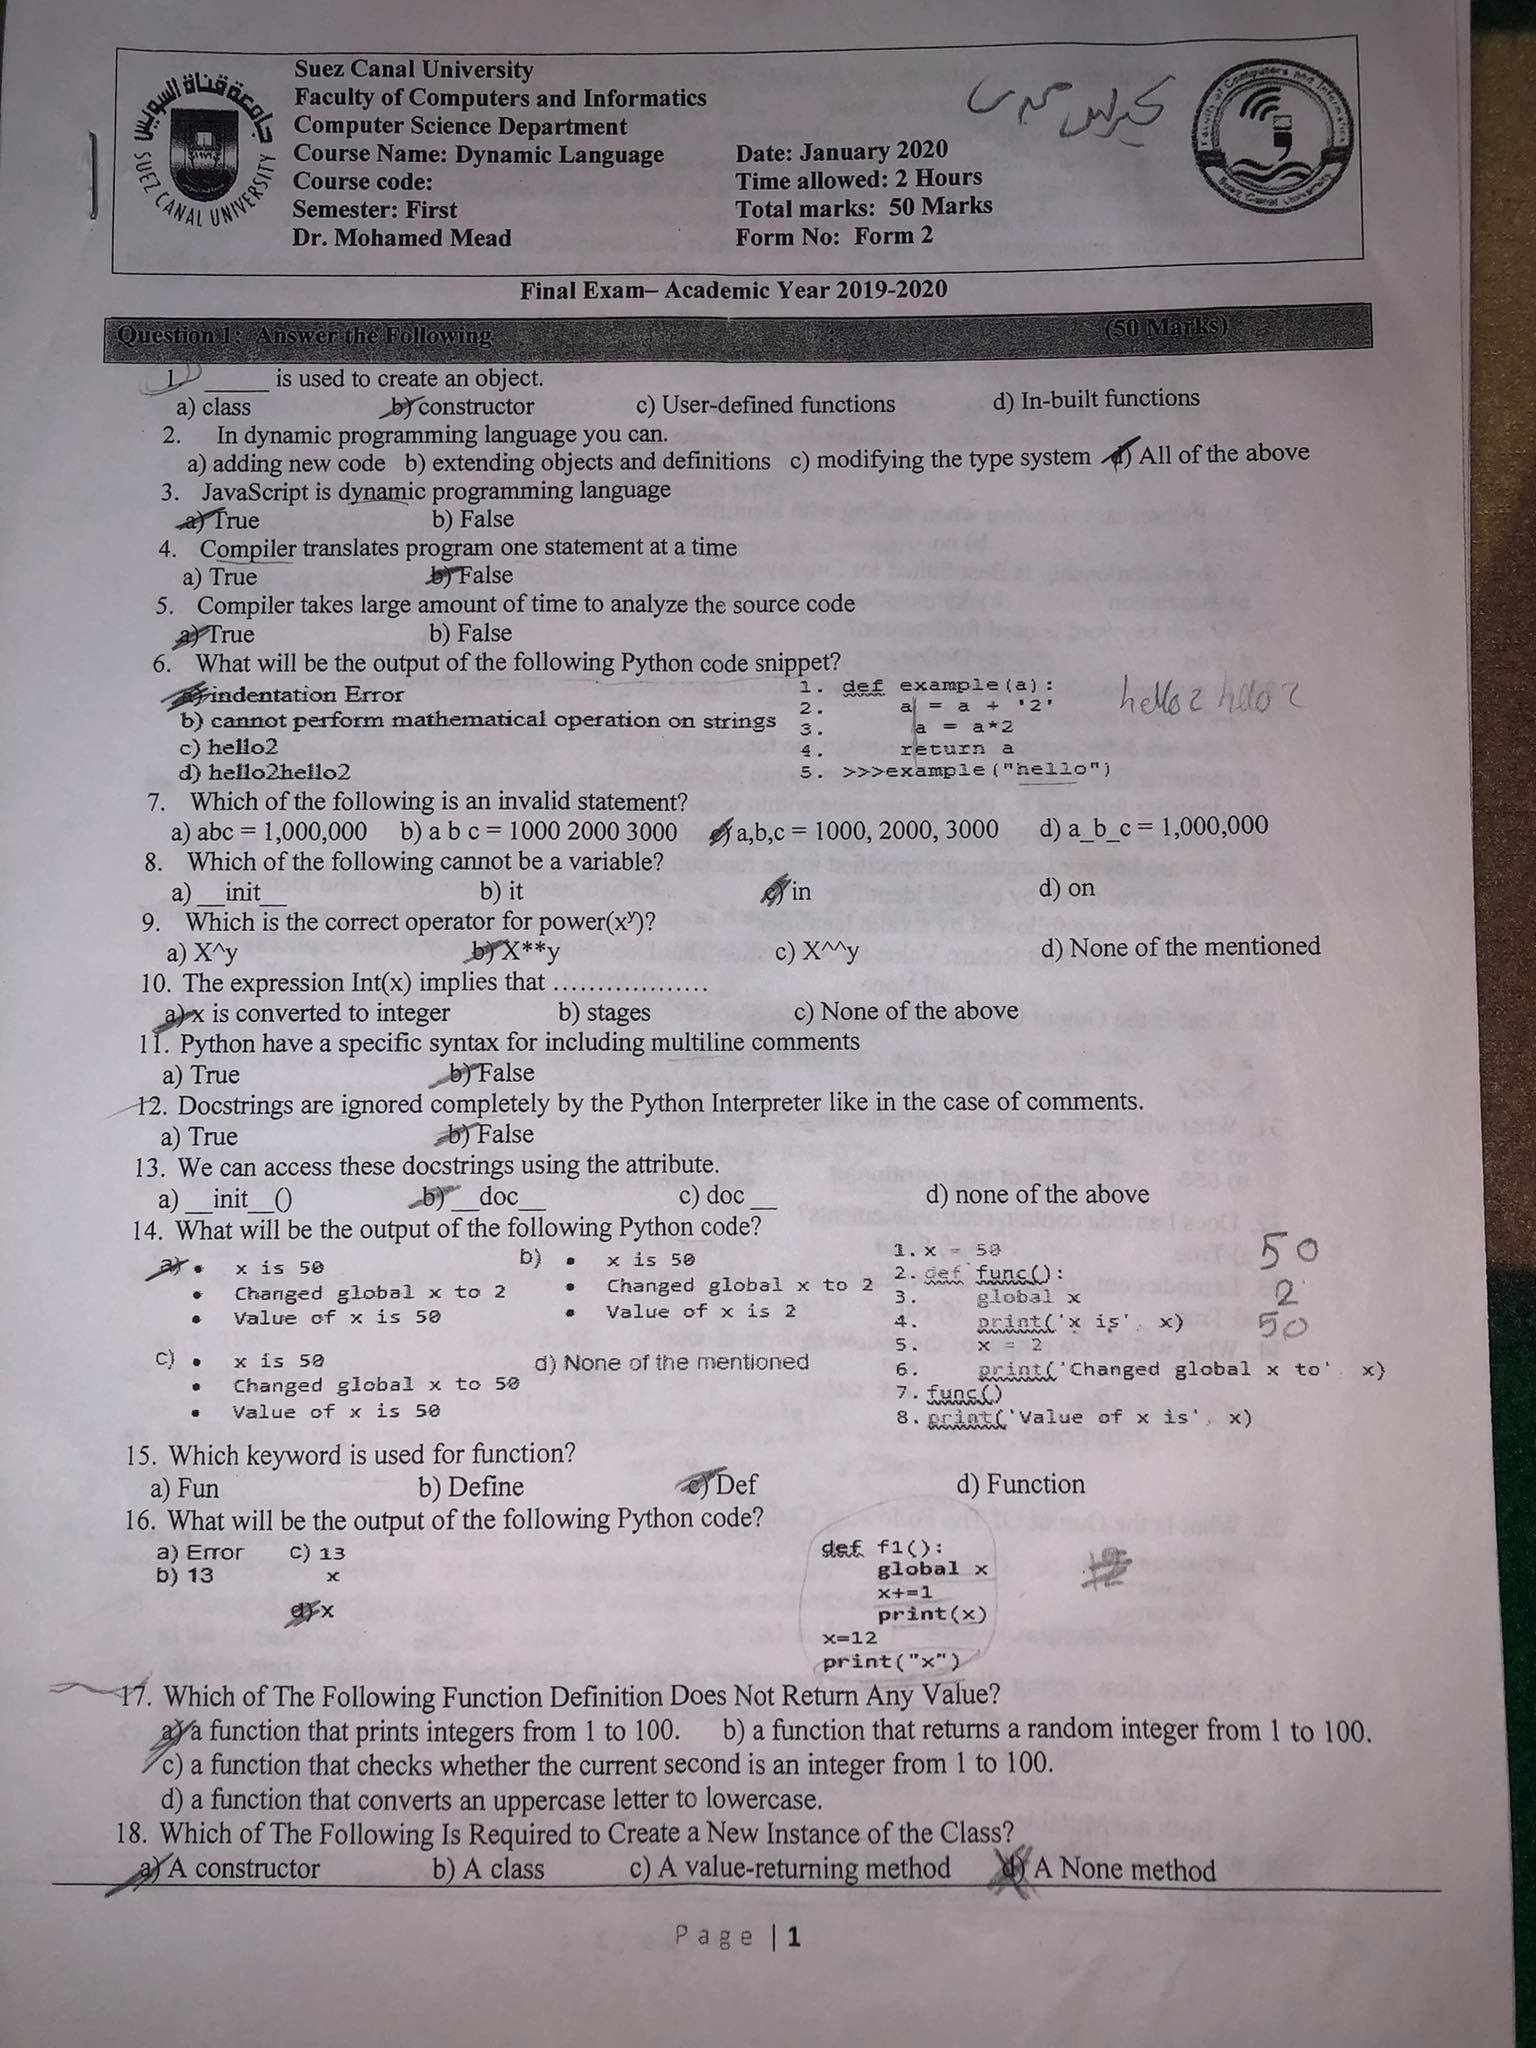 جامعة قناة السويس
SUEZ CANAL UNIVERSITY
Suez Canal University
Faculty of Computers and Informatics
Computer Science Department
Course Name: Dynamic Language
Course code:
Semester: First
Dr. Mohamed Mead
Date: January 2020
Time allowed: 2 Hours
Total marks: 50 Marks
Form No: Form 2
Faculty of Computers and Informatics
Suez Canal University
Final Exam– Academic Year 2019-2020
Question 1: Answer the Following : (50 Marks)
1. ______ is used to create an object.
a) class b) constructor c) User-defined functions d) In-built functions
2. In dynamic programming language you can.
a) adding new code b) extending objects and definitions c) modifying the type system d) All of the above
3. JavaScript is dynamic programming language
a) True b) False
4. Compiler translates program one statement at a time
a) True b) False
5. Compiler takes large amount of time to analyze the source code
a) True b) False
6. What will be the output of the following Python code snippet?
a) indentation Error
b) cannot perform mathematical operation on strings
c) hello2
d) hello2hello2
1. def example(a):
2. a = a + '2'
3. a = a*2
4. return a
5. >>>example("hello")
hello2 hello2
7. Which of the following is an invalid statement?
a) abc = 1,000,000 b) a b c = 1000 2000 3000 c) a,b,c = 1000, 2000, 3000 d) a_b_c = 1,000,000
8. Which of the following cannot be a variable?
a) __init__ b) it c) in d) on
9. Which is the correct operator for power(xʸ)?
a) X^y b) X**y c) X^^y d) None of the mentioned
10. The expression Int(x) implies that ..................
a) x is converted to integer b) stages c) None of the above
11. Python have a specific syntax for including multiline comments
a) True b) False
12. Docstrings are ignored completely by the Python Interpreter like in the case of comments.
a) True b) False
13. We can access these docstrings using the attribute.
a) __init__() b) __doc__ c) doc __ d) none of the above
14. What will be the output of the following Python code?
a) • x is 50
• Changed global x to 2
• Value of x is 50
b) • x is 50
• Changed global x to 2
• Value of x is 2
c) • x is 50
• Changed global x to 50
• Value of x is 50
d) None of the mentioned
1. x = 50
2. def func():
3. global x
4. print('x is', x)
5. x = 2
6. print('Changed global x to', x)
7. func()
8. print('Value of x is', x)
50
2
50
15. Which keyword is used for function?
a) Fun b) Define c) Def d) Function
16. What will be the output of the following Python code?
a) Error c) 13
b) 13 x
d) x
def f1():
global x
x+=1
print(x)
x=12
print("x")
17. Which of The Following Function Definition Does Not Return Any Value?
a) a function that prints integers from 1 to 100. b) a function that returns a random integer from 1 to 100.
c) a function that checks whether the current second is an integer from 1 to 100.
d) a function that converts an uppercase letter to lowercase.
18. Which of The Following Is Required to Create a New Instance of the Class?
a) A constructor b) A class c) A value-returning method d) A None method
Page | 1